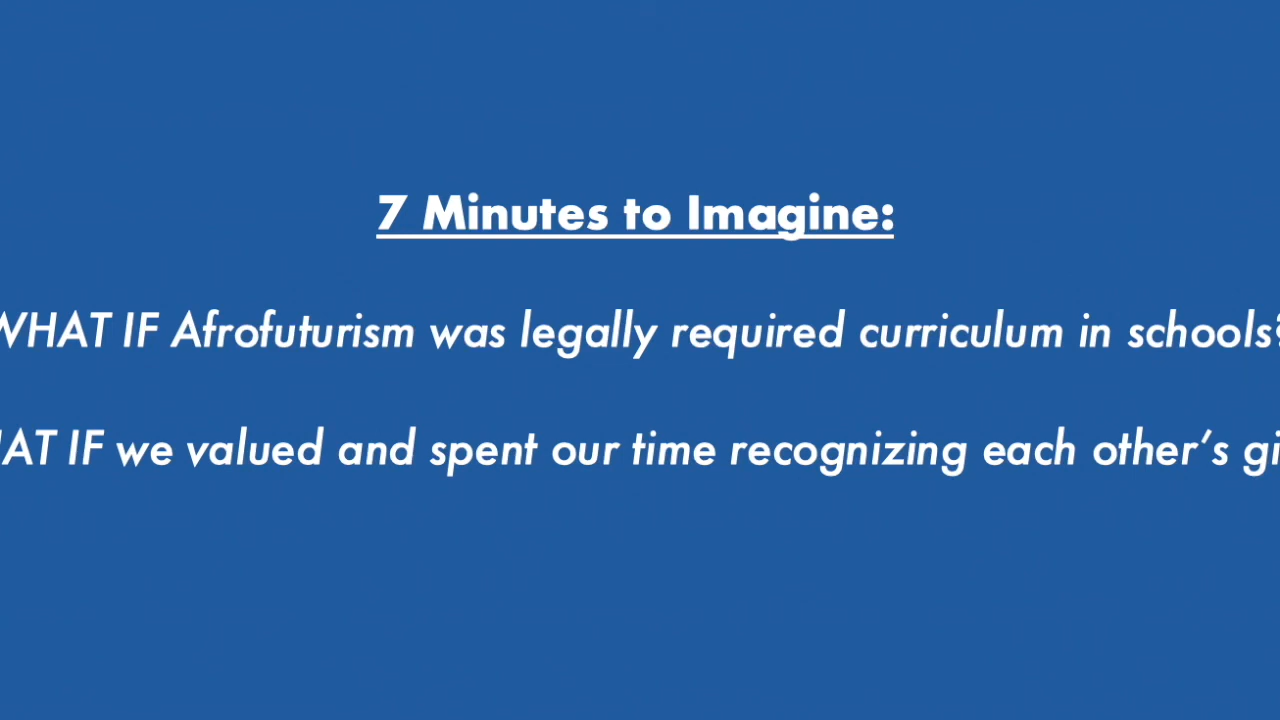 7 Minutes to Imagine:
WHAT IF Afrofuturism was legally required curriculum in schools?
IF we valued and spent our time recognizing each other’s